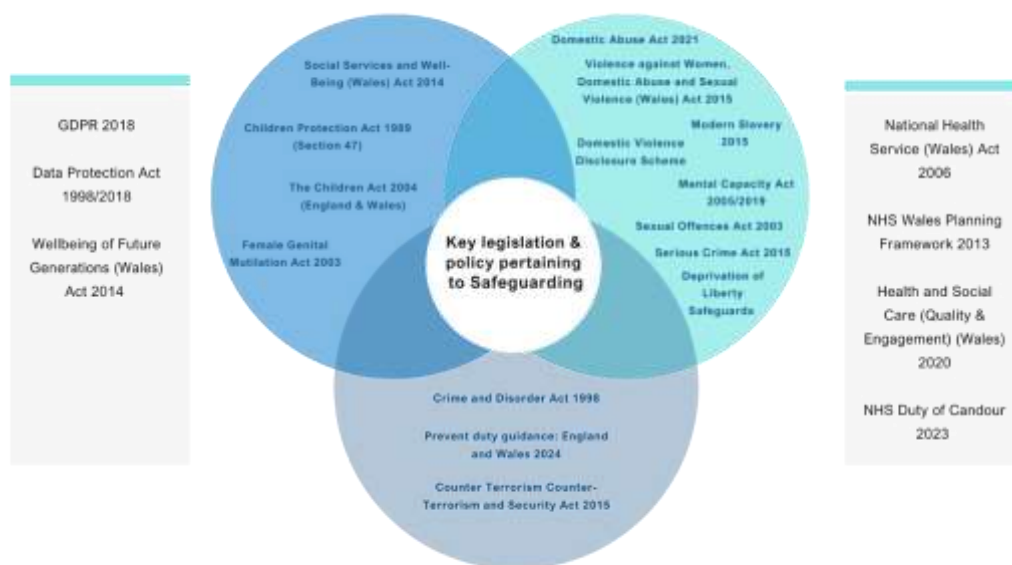 GDPR 2018
Data Protection Act
1998/2018
Wellbeing of Future
Generations (Wales)
Act 2014
Social Services and Well-
Being (Wales) Act 2014
Children Protection Act 1989
(Section 47)
The Children Act 2004
(England & Wales)
Female Genital
Mutilation Act 2003
Key legislation &
policy pertaining
to Safeguarding
Domestic Abuse Act 2021
Violence against Women,
Domestic Abuse and Sexual
Violence (Wales) Act 2015
Modern Slavery
2015
Domestic Violence
Disclosure Scheme
Mental Capacity Act
2005/2019
Sexual Offences Act 2003
Serious Crime Act 2015
Deprivation of
Liberty
Safeguards
Crime and Disorder Act 1998
Prevent duty guidance: England
and Wales 2024
Counter Terrorism Counter-
Terrorism and Security Act 2015
National Health
Service (Wales) Act
2006
NHS Wales Planning
Framework 2013
Health and Social
Care (Quality &
Engagement) (Wales)
2020
NHS Duty of Candour
2023